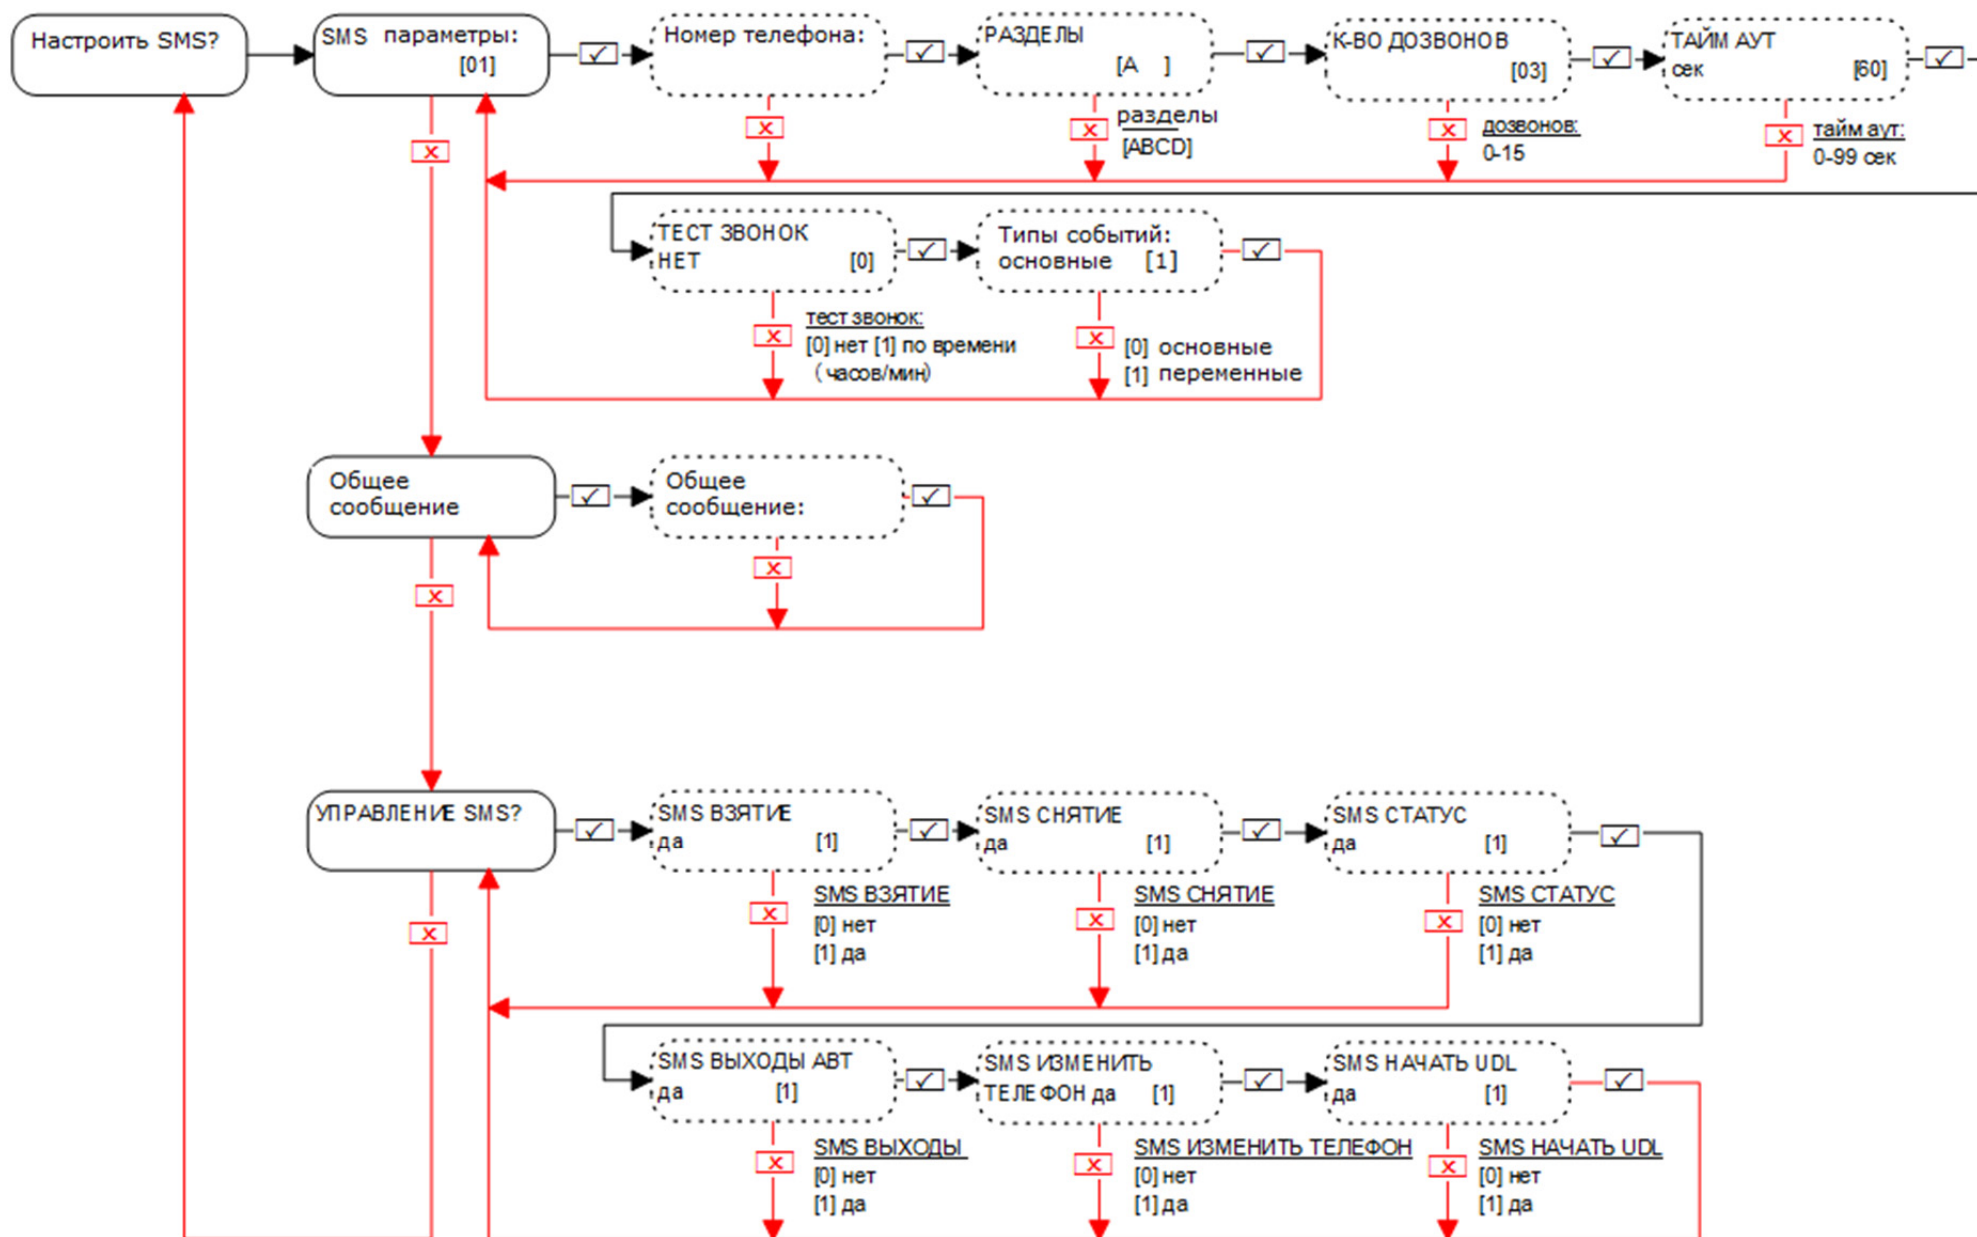 Настроить SMS?
SMS параметры:
[01]
Номер телефона:
РАЗДЕЛЫ
[А ]
К-ВО ДОЗВОНОВ
[03]
ТАЙМ АУТ
сек [60]
разделы
[ABCD]
дозвонов:
0-15
тайм аут:
0-99 сек
ТЕСТ ЗВОНОК
НЕТ [0]
Типы событий:
основные [1]
тест звонок:
[0] нет [1] по времени
(часов/мин)
[0] основные
[1] переменные
Общее
сообщение
Общее
сообщение:
УПРАВЛЕНИЕ SMS?
SMS ВЗЯТИЕ
да [1]
SMS СНЯТИЕ
да [1]
SMS СТАТУС
да [1]
SMS ВЗЯТИЕ
[0] нет
[1] да
SMS СНЯТИЕ
[0] нет
[1] да
SMS СТАТУС
[0] нет
[1] да
SMS ВЫХОДЫ АВТ
да [1]
SMS ИЗМЕНИТЬ
ТЕЛЕФОН да [1]
SMS НАЧАТЬ UDL
да [1]
SMS ВЫХОДЫ
[0] нет
[1] да
SMS ИЗМЕНИТЬ ТЕЛЕФОН
[0] нет
[1] да
SMS НАЧАТЬ UDL
[0] нет
[1] да